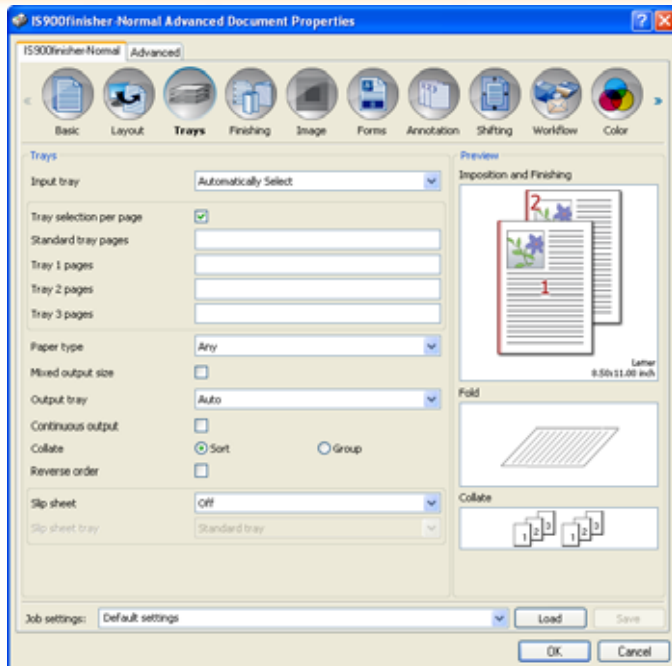 IS900finisher-Normal Advanced Document Properties
IS900finisher-Normal Advanced
Basic Layout Trays Finishing Image Forms Annotation Shifting Workflow Color
Trays
Input tray Automatically Select
Tray selection per page
Standard tray pages
Tray 1 pages
Tray 2 pages
Tray 3 pages
Paper type Any
Mixed output size
Output tray Auto
Continuous output
Collate Sort Group
Reverse order
Slip sheet Off
Slip sheet tray Standard tray
Preview
Imposition and Finishing
2
1
Letter
8.50x11.00 inch
Fold
Collate
1 2 3 1 2 3
Job settings: Default settings Load Save
OK Cancel